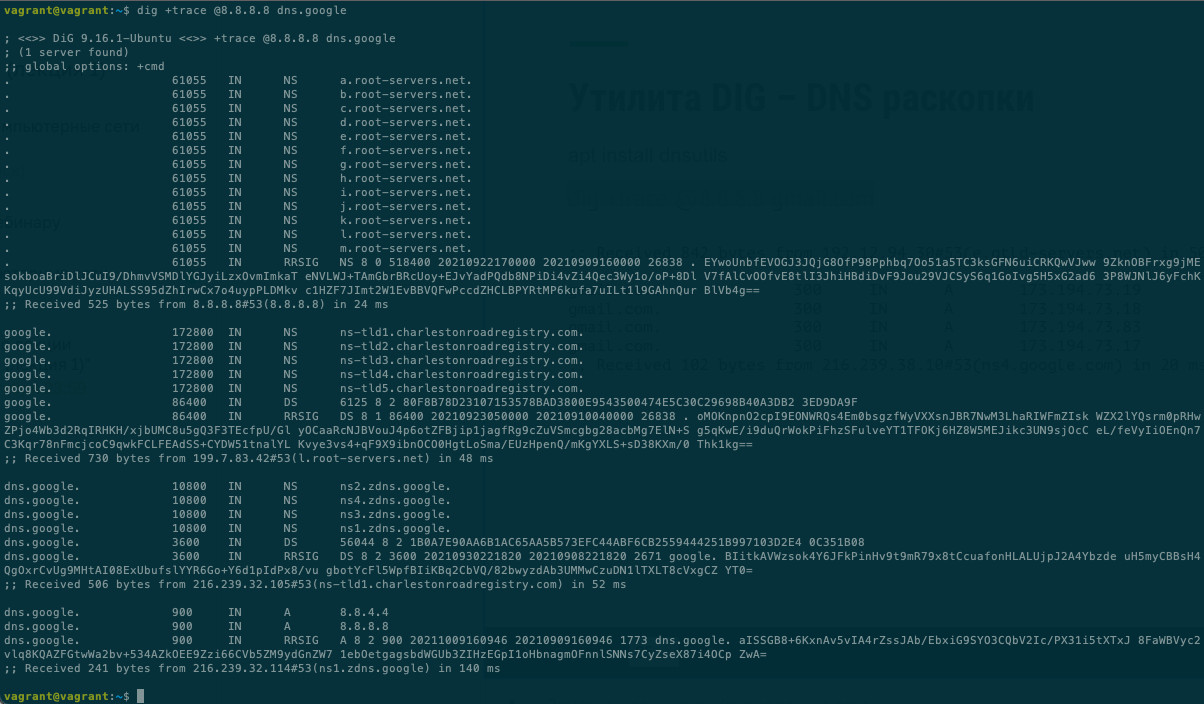 vagrant@vagrant:~$ dig +trace @8.8.8.8 dns.google
; <<>> DiG 9.16.1-Ubuntu <<>> +trace @8.8.8.8 dns.google
; (1 server found)
;; global options: +cmd
. 61055 IN NS a.root-servers.net.
. 61055 IN NS b.root-servers.net.
. 61055 IN NS c.root-servers.net.
. 61055 IN NS d.root-servers.net.
. 61055 IN NS e.root-servers.net.
. 61055 IN NS f.root-servers.net.
. 61055 IN NS g.root-servers.net.
. 61055 IN NS h.root-servers.net.
. 61055 IN NS i.root-servers.net.
. 61055 IN NS j.root-servers.net.
. 61055 IN NS k.root-servers.net.
. 61055 IN NS l.root-servers.net.
. 61055 IN NS m.root-servers.net.
. 61055 IN RRSIG NS 8 0 518400 20210922170000 20210909160000 26838 . EYwoUnbfEVOGJ3JQjG8OfP98Pphbq7Oo51a5TC3ksGFN6uiCRKQwVJww 9ZknOBFrxg9jME
sokboaBriDlJCuI9/DhmvVSMDlYGJyiLzxOvmImkaT eNVLWJ+TAmGbrBRcUoy+EJvYadPQdb8NPiDi4vZi4Qec3Wy1o/oP+8Dl V7fAlCvOOfvE8tlI3JhiHBdiDvF9Jou29VJCSyS6q1GoIvg5H5xG2ad6 3P8WJNlJ6yFchK
KqyUcU99VdiJyzUHALSS95dZhIrwCx7o4uypPLDMkv c1HZF7JImt2W1EvBBVQFwPccdZHCLBPYRtMP6kufa7uILt1l9GAhnQur BlVb4g==
;; Received 525 bytes from 8.8.8.8#53(8.8.8.8) in 24 ms
google. 172800 IN NS ns-tld1.charlestonroadregistry.com.
google. 172800 IN NS ns-tld2.charlestonroadregistry.com.
google. 172800 IN NS ns-tld3.charlestonroadregistry.com.
google. 172800 IN NS ns-tld4.charlestonroadregistry.com.
google. 172800 IN NS ns-tld5.charlestonroadregistry.com.
google. 86400 IN DS 6125 8 2 80F8B78D23107153578BAD3800E9543500474E5C30C29698B40A3DB2 3ED9DA9F
google. 86400 IN RRSIG DS 8 1 86400 20210923050000 20210910040000 26838 . oMOKnpnO2cpI9EONWRQs4Em0bsgzfWyVXXsnJBR7NwM3LhaRIWFmZIsk WZX2lYQsrm0pRHw
ZPjo4Wb3d2RqIRHKH/xjbUMC8u5gQ3F3TEcfpU/Gl yOCaaRcNJBVouJ4p6otZFBjip1jagfRg9cZuVSmcgbg28acbMg7ElN+S g5qKwE/i9duQrWokPiFhzSFulveYT1TFOKj6HZ8W5MEJikc3UN9sjOcC eL/feVyIiOEnQn7
C3Kqr78nFmcjcoC9qwkFCLFEAdSS+CYDW51tnalYL Kvye3vs4+qF9X9ibnOCO0HgtLoSma/EUzHpenQ/mKgYXLS+sD38KXm/0 Thk1kg==
;; Received 730 bytes from 199.7.83.42#53(l.root-servers.net) in 48 ms
dns.google. 10800 IN NS ns2.zdns.google.
dns.google. 10800 IN NS ns4.zdns.google.
dns.google. 10800 IN NS ns3.zdns.google.
dns.google. 10800 IN NS ns1.zdns.google.
dns.google. 3600 IN DS 56044 8 2 1B0A7E90AA6B1AC65AA5B573EFC44ABF6CB2559444251B997103D2E4 0C351B08
dns.google. 3600 IN RRSIG DS 8 2 3600 20210930221820 20210908221820 2671 google. BIitkAVWzsok4Y6JFkPinHv9t9mR79x8tCcuafonHLALUjpJ2A4Ybzde uH5myCBBsH4
QgOxrCvUg9MHtAI08ExUbufslYYR6Go+Y6d1pIdPx8/vu gbotYcFl5WpfBIiKBq2CbVQ/82bwyzdAb3UMMwCzuDN1lTXLT8cVxgCZ YT0=
;; Received 506 bytes from 216.239.32.105#53(ns-tld1.charlestonroadregistry.com) in 52 ms
dns.google. 900 IN A 8.8.4.4
dns.google. 900 IN A 8.8.8.8
dns.google. 900 IN RRSIG A 8 2 900 20211009160946 20210909160946 1773 dns.google. aISSGB8+6KxnAv5vIA4rZssJAb/EbxiG9SYO3CQbV2Ic/PX31i5tXTxJ 8FaWBVyc2
vlq8KQAZFGtwWa2bv+534AZkOEE9Zzi66CVb5ZM9ydGnZW7 1ebOetgagsbdWGUb3ZIHzEGpI1oHbnagmOFnnlSNNs7CyZseX87i4OCp ZwA=
;; Received 241 bytes from 216.239.32.114#53(ns1.zdns.google) in 140 ms
vagrant@vagrant:~$
Утилита DIG – DNS раскопки
apt install dnsutils